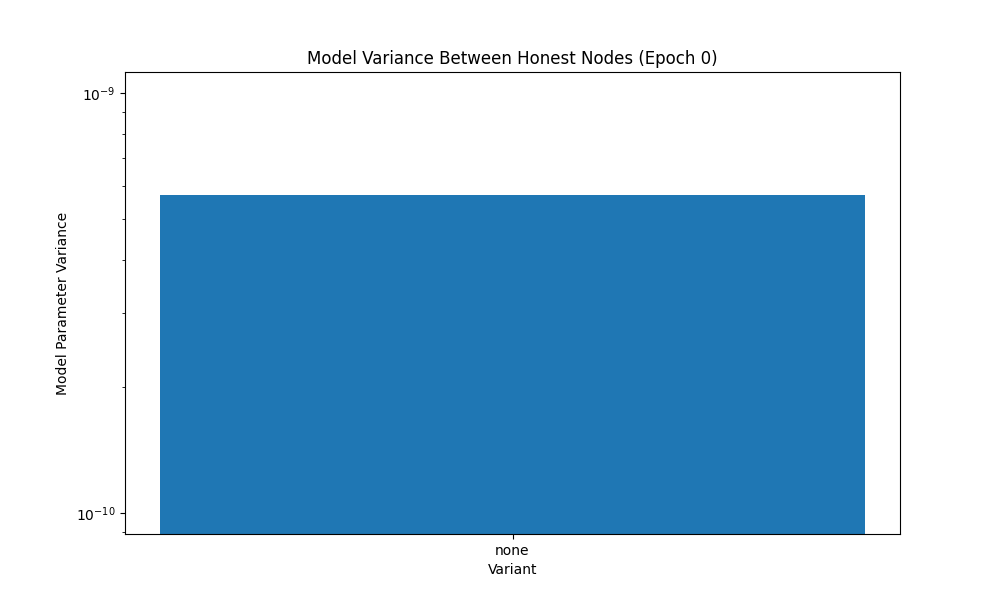 Model Variance Between Honest Nodes (Epoch 0)
10⁻⁹
Model Parameter Variance
10⁻¹⁰
none
Variant